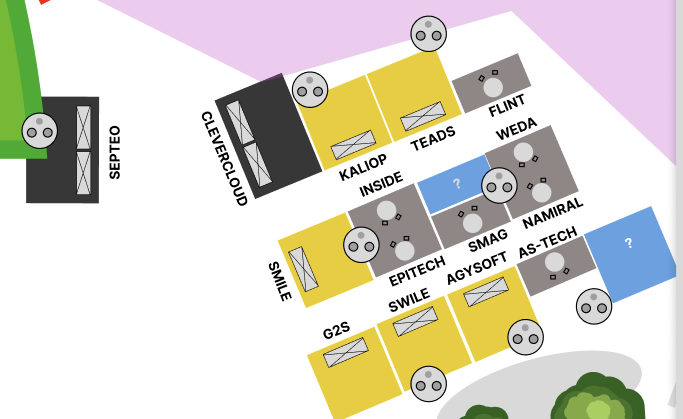 SEPTEO
CLEVERCLOUD
KALIOP
TEADS
FLINT
INSIDE
?
WEDA
SMILE
EPITECH
SMAG
NAMIRAL
G2S
SWILE
AGYSOFT
AS-TECH
?